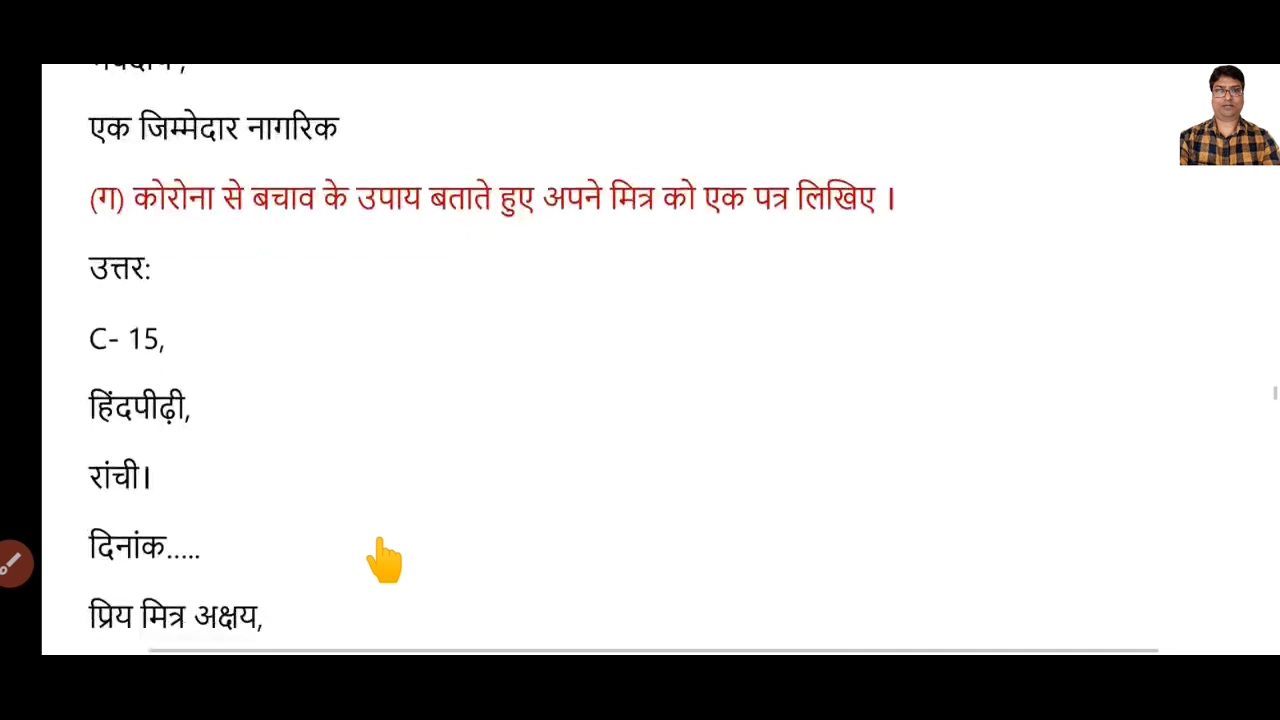 एक जिम्मेदार नागरिक
(ग) कोरोना से बचाव के उपाय बताते हुए अपने मित्र को एक पत्र लिखिए ।
उत्तर:
C- 15,
हिंदपीढ़ी,
रांची।
दिनांक.....
प्रिय मित्र अक्षय,